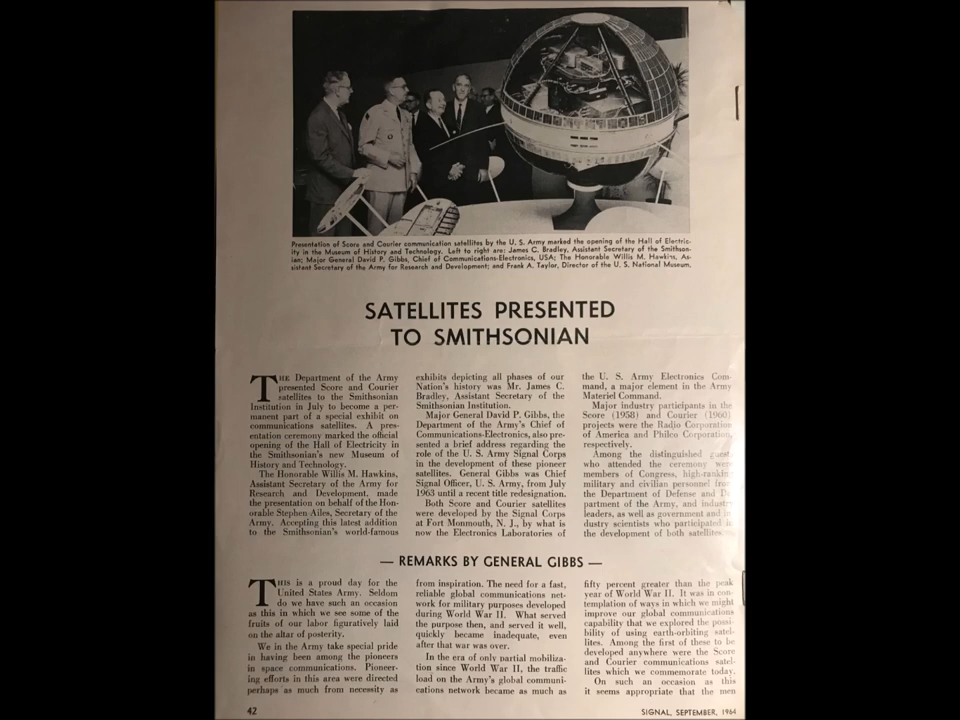 Presentation of Score and Courier communication satellites by the U. S. Army marked the opening of the Hall of Electric-
ity in the Museum of History and Technology. Left to right are: James C. Bradley, Assistant Secretary of the Smithson-
ian; Major General David P. Gibbs, Chief of Communications-Electronics, USA; The Honorable Willis M. Hawkins, As-
sistant Secretary of the Army for Research and Development; and Frank A. Taylor, Director of the U. S. National Museum.
SATELLITES PRESENTED
TO SMITHSONIAN
THE Department of the Army
presented Score and Courier
satellites to the Smithsonian
Institution in July to become a per-
manent part of a special exhibit on
communications satellites. A pres-
entation ceremony marked the official
opening of the Hall of Electricity in
the Smithsonian's new Museum of
History and Technology.
The Honorable Willis M. Hawkins,
Assistant Secretary of the Army for
Research and Development, made
the presentation on behalf of the Hon-
orable Stephen Ailes, Secretary of the
Army. Accepting this latest addition
to the Smithsonian's world-famous
exhibits depicting all phases of our
Nation's history was Mr. James C.
Bradley, Assistant Secretary of the
Smithsonian Institution.
Major General David P. Gibbs, the
Department of the Army's Chief of
Communications-Electronics, also pre-
sented a brief address regarding the
role of the U. S. Army Signal Corps
in the development of these pioneer
satellites. General Gibbs was Chief
Signal Officer, U. S. Army, from July
1963 until a recent title redesignation.
Both Score and Courier satellites
were developed by the Signal Corps
at Fort Monmouth, N. J., by what is
now the Electronics Laboratories of
the U. S. Army Electronics Com-
mand, a major element in the Army
Materiel Command.
Major industry participants in the
Score (1958) and Courier (1960)
projects were the Radio Corporation
of America and Philco Corporation,
respectively.
Among the distinguished guests
who attended the ceremony were
members of Congress, high-ranking
military and civilian personnel from
the Department of Defense and De-
partment of the Army, and industry
leaders, as well as government and in-
dustry scientists who participated in
the development of both satellites.
— REMARKS BY GENERAL GIBBS —
THIS is a proud day for the
United States Army. Seldom
do we have such an occasion
as this in which we see some of the
fruits of our labor figuratively laid
on the altar of posterity.
We in the Army take special pride
in having been among the pioneers
in space communications. Pioneer-
ing efforts in this area were directed
perhaps as much from necessity as
from inspiration. The need for a fast,
reliable global communications net-
work for military purposes developed
during World War II. What served
the purpose then, and served it well,
quickly became inadequate, even
after that war was over.
In the era of only partial mobiliza-
tion since World War II, the traffic
load on the Army's global communi-
cations network became as much as
fifty percent greater than the peak
year of World War II. It was in con-
templation of ways in which we might
improve our global communications
capability that we explored the possi-
bility of using earth-orbiting satel-
lites. Among the first of these to be
developed anywhere were the Score
and Courier communications satel-
lites which we commemorate today.
On such an occasion as this
it seems appropriate that the men
42
SIGNAL, SEPTEMBER, 1964